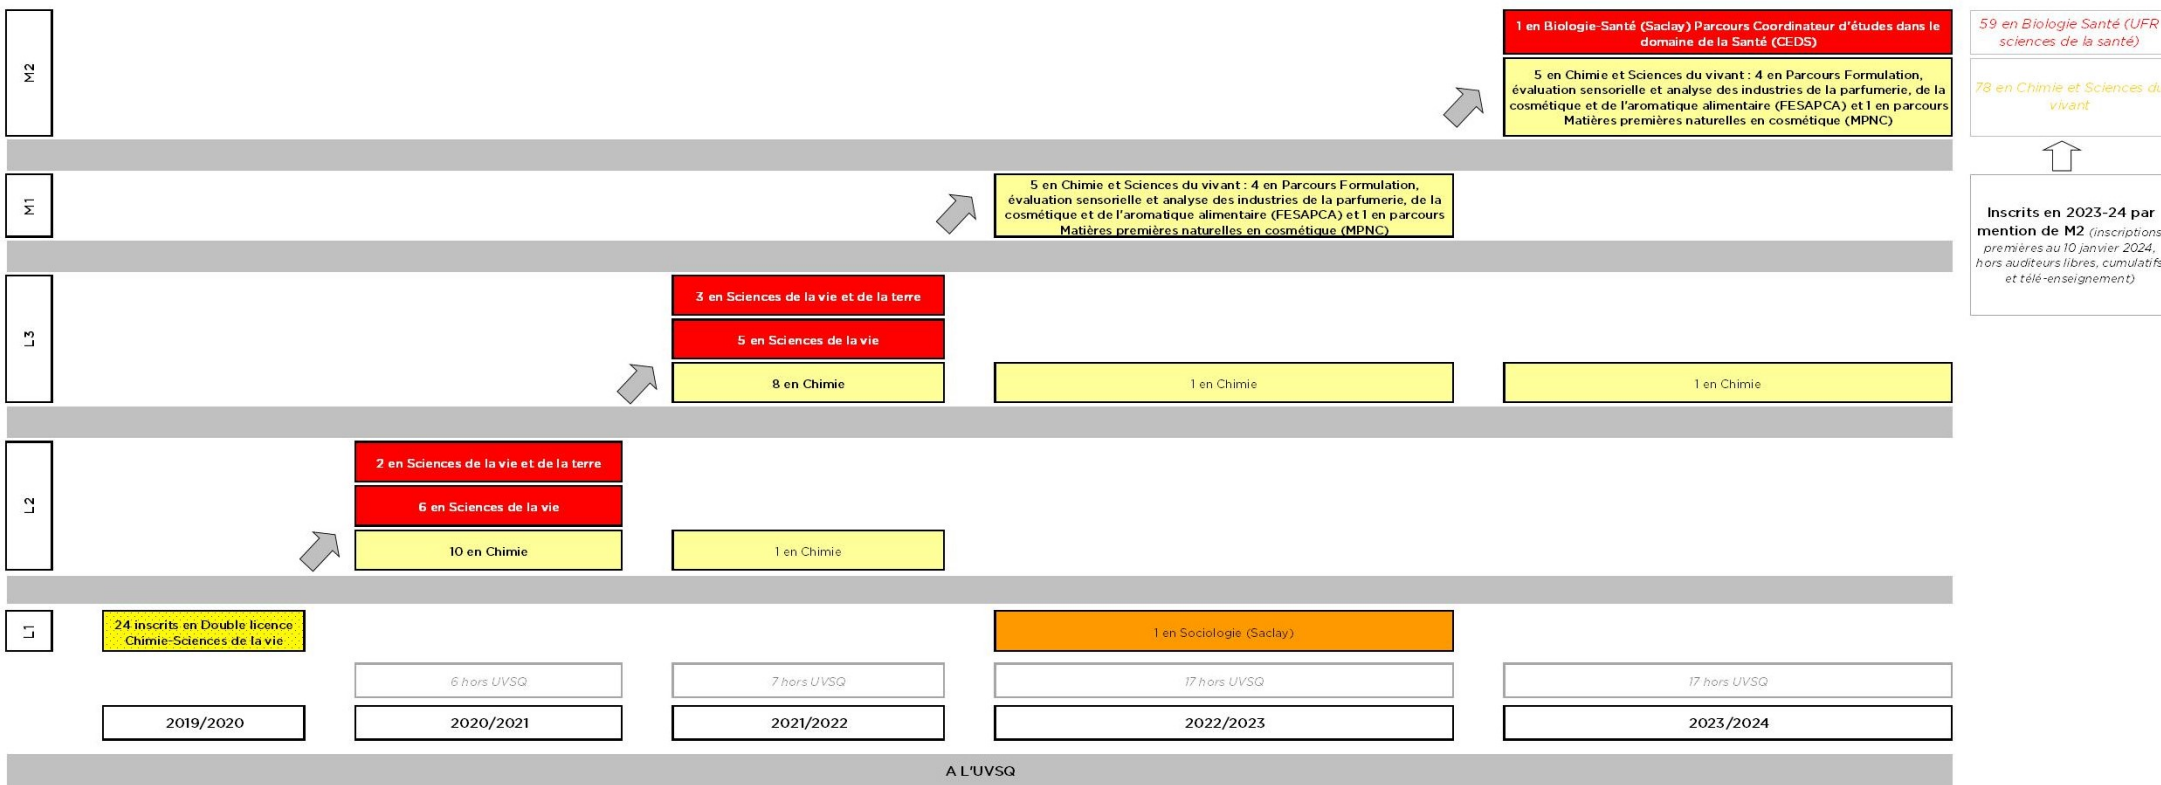 M2
1 en Biologie-Santé (Saclay) Parcours Coordinateur d'études dans le
domaine de la Santé (CEDS)
59 en Biologie Santé (UFR
sciences de la santé)
5 en Chimie et Sciences du vivant : 4 en Parcours Formulation,
évaluation sensorielle et analyse des industries de la parfumerie, de la
cosmétique et de l'aromatique alimentaire (FESAPCA) et 1 en parcours
Matières premières naturelles en cosmétique (MPNC)
78 en Chimie et Sciences du
vivant
M1
5 en Chimie et Sciences du vivant : 4 en Parcours Formulation,
évaluation sensorielle et analyse des industries de la parfumerie, de la
cosmétique et de l'aromatique alimentaire (FESAPCA) et 1 en parcours
Matières premières naturelles en cosmétique (MPNC)
Inscrits en 2023-24 par
mention de M2 (inscriptions
premières au 10 janvier 2024,
hors auditeurs libres, cumulatifs
et télé-enseignement)
L3
3 en Sciences de la vie et de la terre
5 en Sciences de la vie
8 en Chimie
1 en Chimie
1 en Chimie
L2
2 en Sciences de la vie et de la terre
6 en Sciences de la vie
10 en Chimie
1 en Chimie
L1
24 inscrits en Double licence
Chimie-Sciences de la vie
1 en Sociologie (Saclay)
6 hors UVSQ
7 hors UVSQ
17 hors UVSQ
17 hors UVSQ
2019/2020
2020/2021
2021/2022
2022/2023
2023/2024
A L'UVSQ